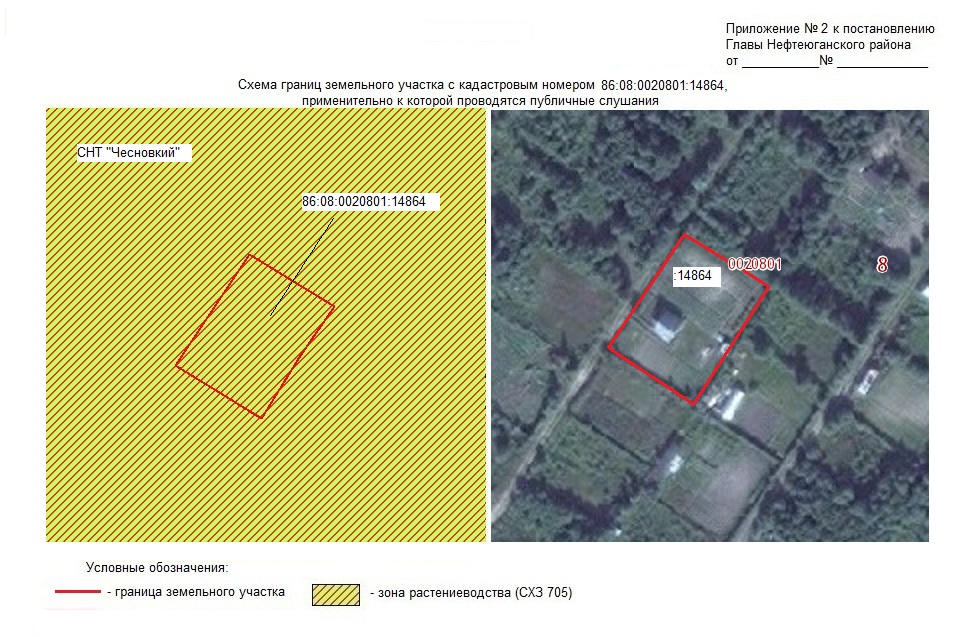 Приложение № 2 к постановлению
Главы Нефтеюганского района
от ___________№ _____________
Схема границ земельного участка с кадастровым номером 86:08:0020801:14864,
применительно к которой проводятся публичные слушания
СНТ "Чесновкий"
86:08:0020801:14864
0020801
:14864
8
Условные обозначения:
- граница земельного участка
- зона растениеводства (СХЗ 705)